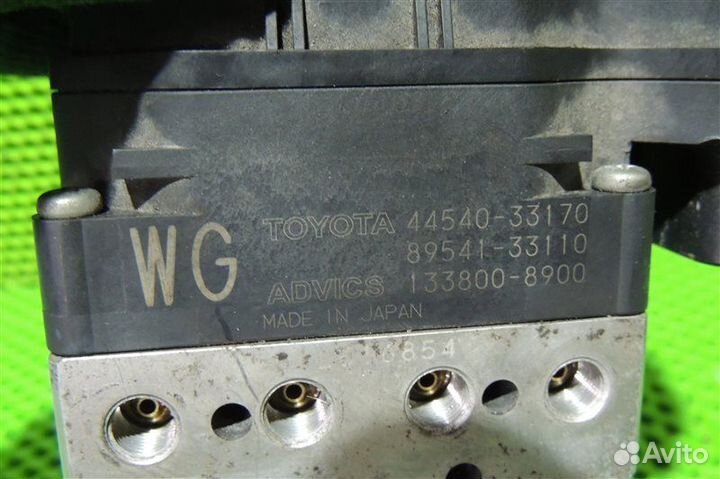 WG
TOYOTA 44540-33170
89541-33110
ADVICS 133800-8900
MADE IN JAPAN
6854
Avito